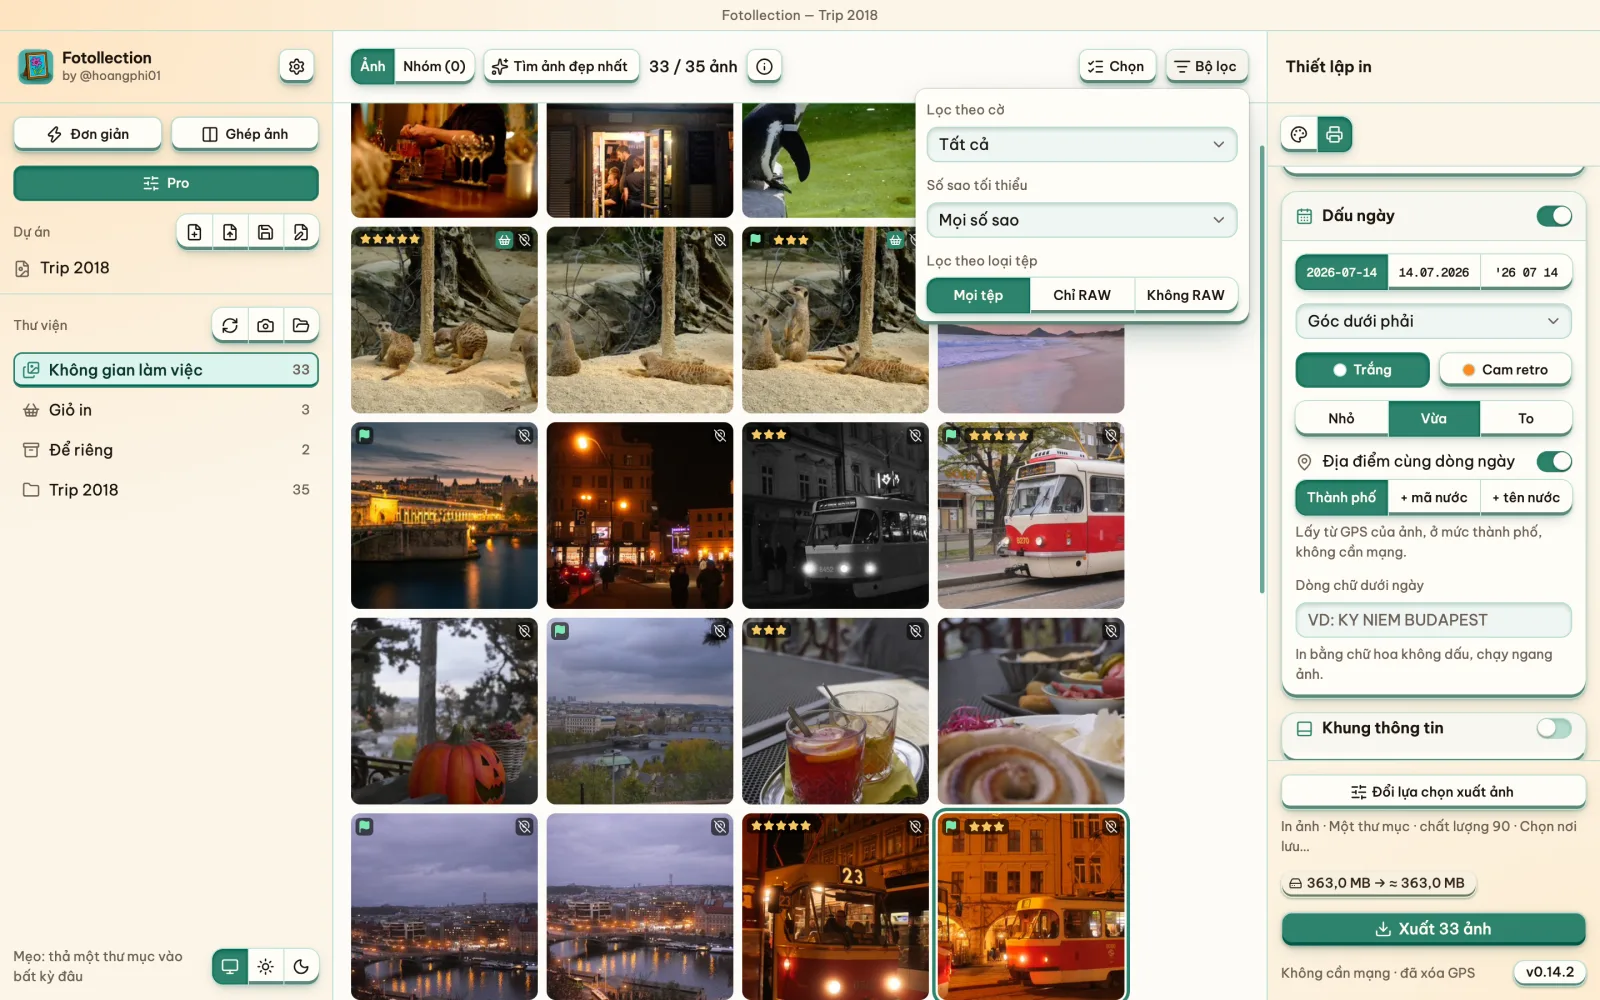 Fotollection — Trip 2018
Fotollection
by @hoangphi01
Đơn giản
Ghép ảnh
Pro
Dự án
Trip 2018
Thư viện
Không gian làm việc 33
Giỏ in 3
Để riêng 2
Trip 2018 35
Mẹo: thả một thư mục vào
bất kỳ đâu
Ảnh
Nhóm (0)
Tìm ảnh đẹp nhất
33 / 35 ảnh
Chọn
Bộ lọc
Lọc theo cờ
Tất cả
Số sao tối thiểu
Mọi số sao
Lọc theo loại tệp
Mọi tệp
Chỉ RAW
Không RAW
23
Thiết lập in
Dấu ngày
2026-07-14
14.07.2026
'26 07 14
Góc dưới phải
Trắng
Cam retro
Nhỏ
Vừa
To
Địa điểm cùng dòng ngày
Thành phố
+ mã nước
+ tên nước
Lấy từ GPS của ảnh, ở mức thành phố,
không cần mạng.
Dòng chữ dưới ngày
VD: KY NIEM BUDAPEST
In bằng chữ hoa không dấu, chạy ngang
ảnh.
Khung thông tin
Đổi lựa chọn xuất ảnh
In ảnh · Một thư mục · chất lượng 90 · Chọn nơi
lưu...
363,0 MB → ≈ 363,0 MB
Xuất 33 ảnh
Không cần mạng · đã xóa GPS
v0.14.2